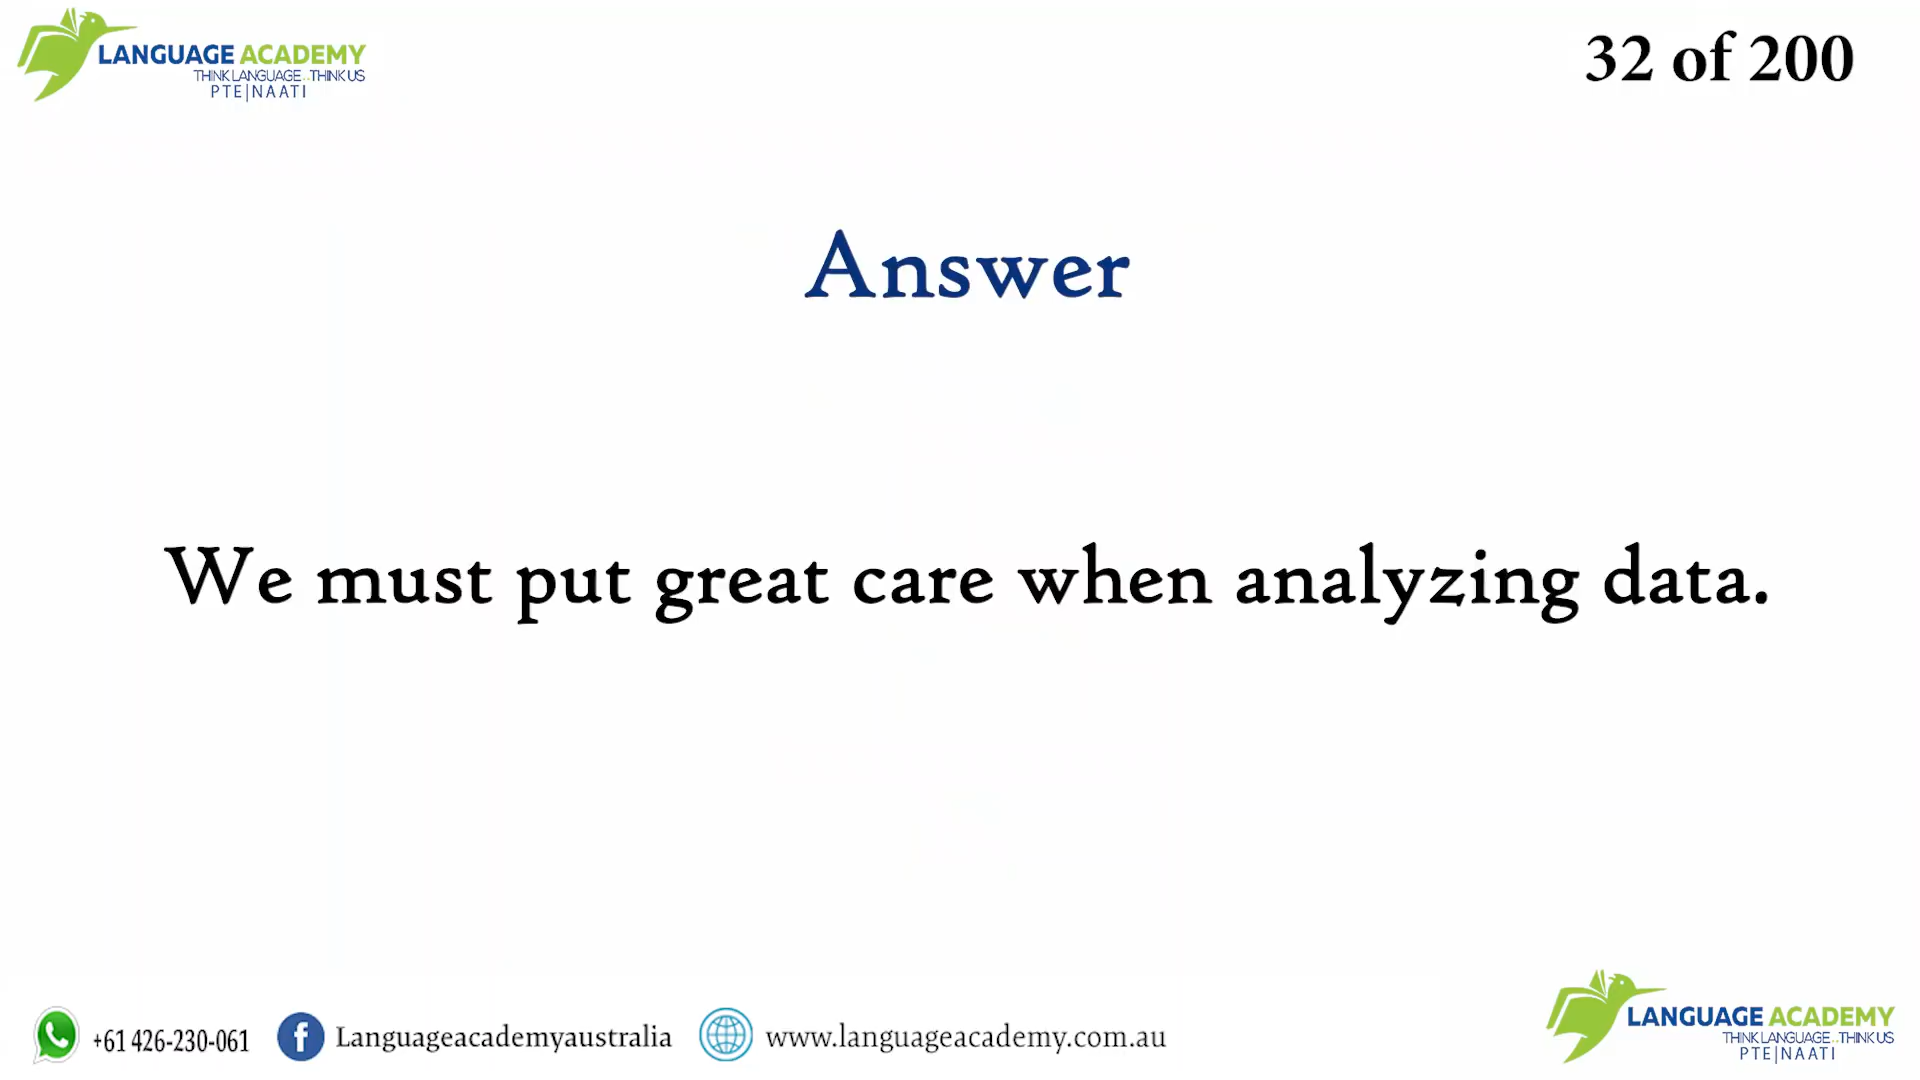 LANGUAGE ACADEMY
THINK LANGUAGE..THINK US
PTE|NAATI
32 of 200
Answer
We must put great care when analyzing data.
+61 426-230-061
Languageacademyaustralia
www.languageacademy.com.au
LANGUAGE ACADEMY
THINK LANGUAGE..THINK US
PTE|NAATI